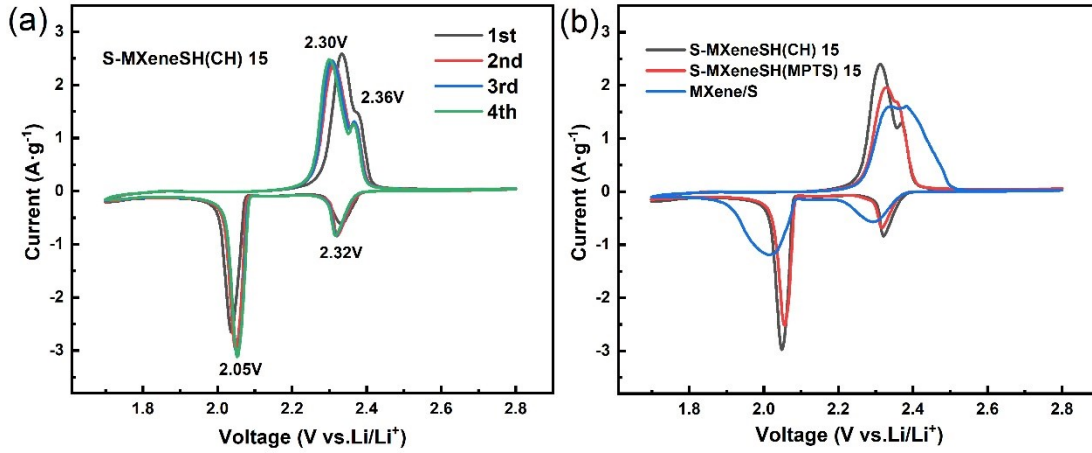 (a)
S-MXeneSH(CH) 15
2.30V
2.36V
1st
2nd
3rd
4th
2.32V
2.05V
3
2
1
0
-1
-2
-3
Current (A·g⁻¹)
1.8 2.0 2.2 2.4 2.6 2.8
Voltage (V vs.Li/Li⁺)
(b)
S-MXeneSH(CH) 15
S-MXeneSH(MPTS) 15
MXene/S
3
2
1
0
-1
-2
-3
Current (A·g⁻¹)
1.8 2.0 2.2 2.4 2.6 2.8
Voltage (V vs.Li/Li⁺)